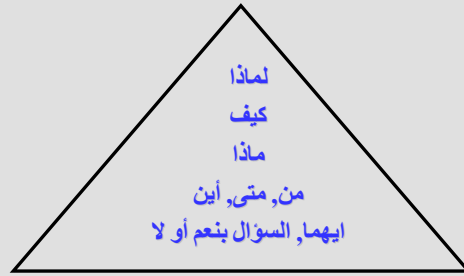 لماذا
كيف
ماذا
من, متى, أين
ايهما, السؤال بنعم أو لا